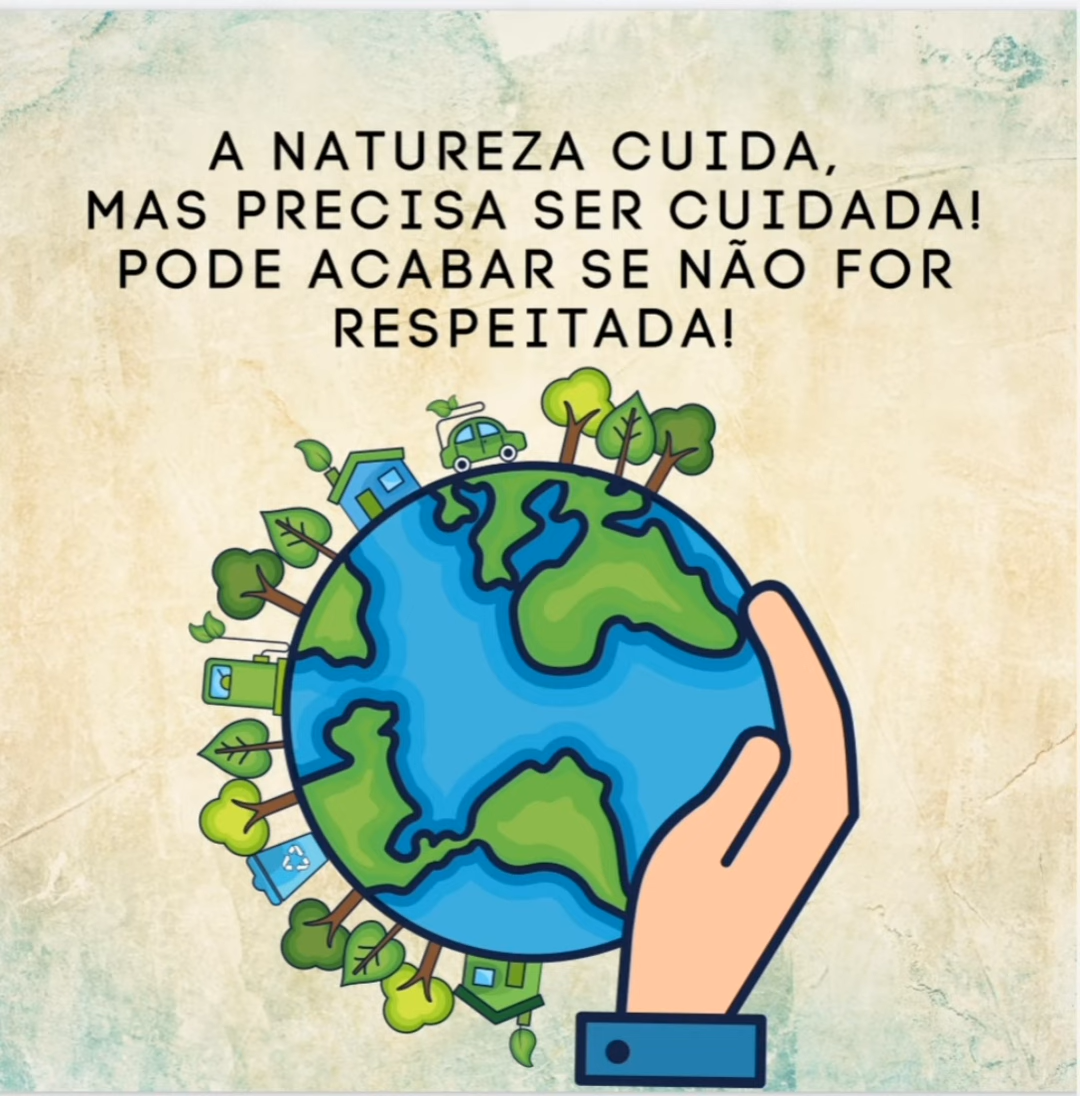 A NATUREZA CUIDA,
MAS PRECISA SER CUIDADA!
PODE ACABAR SE NÃO FOR
RESPEITADA!